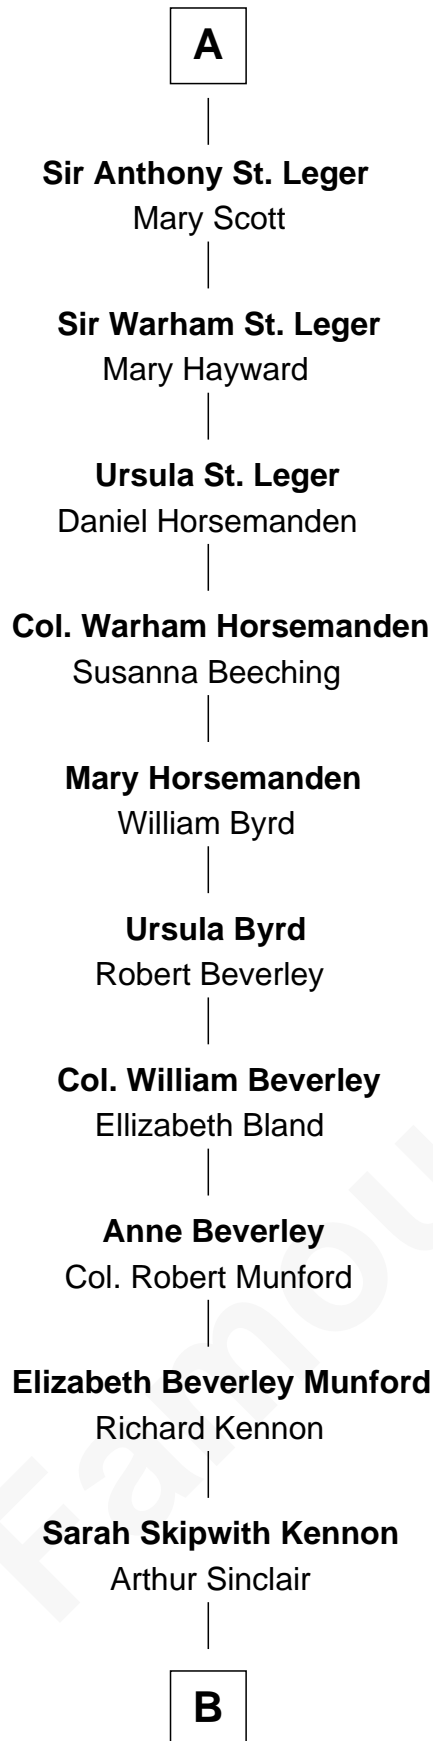 A
Sir Anthony St. Leger
Mary Scott
Sir Warham St. Leger
Mary Hayward
Ursula St. Leger
Daniel Horsemanden
Col. Warham Horsemanden
Susanna Beeching
Mary Horsemanden
William Byrd
Ursula Byrd
Robert Beverley
Col. William Beverley
Ellizabeth Bland
Anne Beverley
Col. Robert Munford
Elizabeth Beverley Munford
Richard Kennon
Sarah Skipwith Kennon
Arthur Sinclair
B
Famou